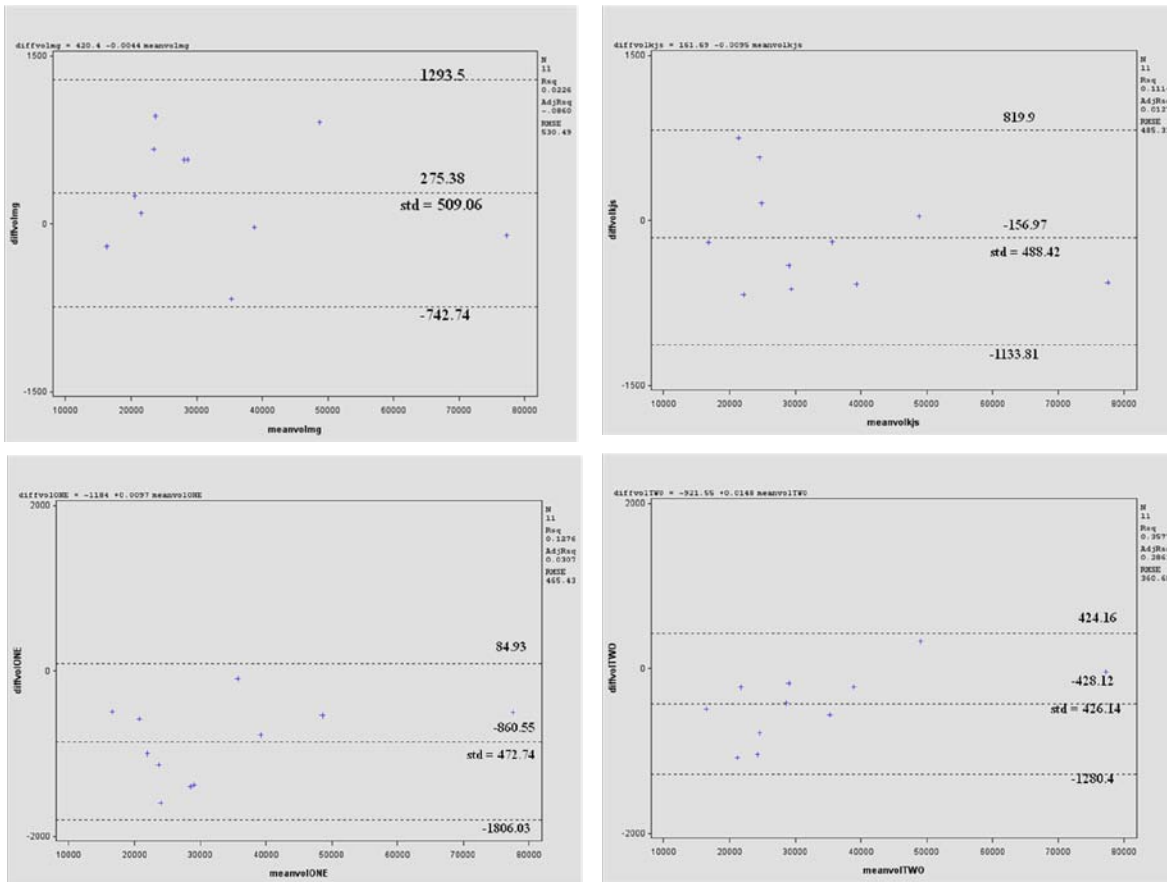 diffvolmg = 420.4 -0.0044 meanvolmg
1500
1293.5
N
11
Rsq
0.0226
AdjRsq
-.0860
RMSE
530.49
275.38
std = 509.06
0
diffvolmg
-742.74
-1500
10000 20000 30000 40000 50000 60000 70000 80000
meanvolmg
diffvolkjs = 161.69 -0.0095 meanvolkjs
1500
819.9
N
11
Rsq
AdjRsq
RMSE
0
-156.97
std = 488.42
diffvolkjs
-1133.81
-1500
10000 20000 30000 40000 50000 60000 70000 80000
meanvolkjs
diffvolONE = -1184 +0.0097 meanvolONE
2000
N
11
Rsq
0.1276
AdjRsq
0.0307
RMSE
465.43
84.93
0
-860.55
std = 472.74
diffvolONE
-1806.03
-2000
10000 20000 30000 40000 50000 60000 70000 80000
meanvolONE
diffvolTWO = -921.55 +0.0148 meanvolTWO
2000
N
11
Rsq
AdjRsq
RMSE
424.16
0
-428.12
std = 426.14
diffvolTWO
-1280.4
-2000
10000 20000 30000 40000 50000 60000 70000 80000
meanvolTWO